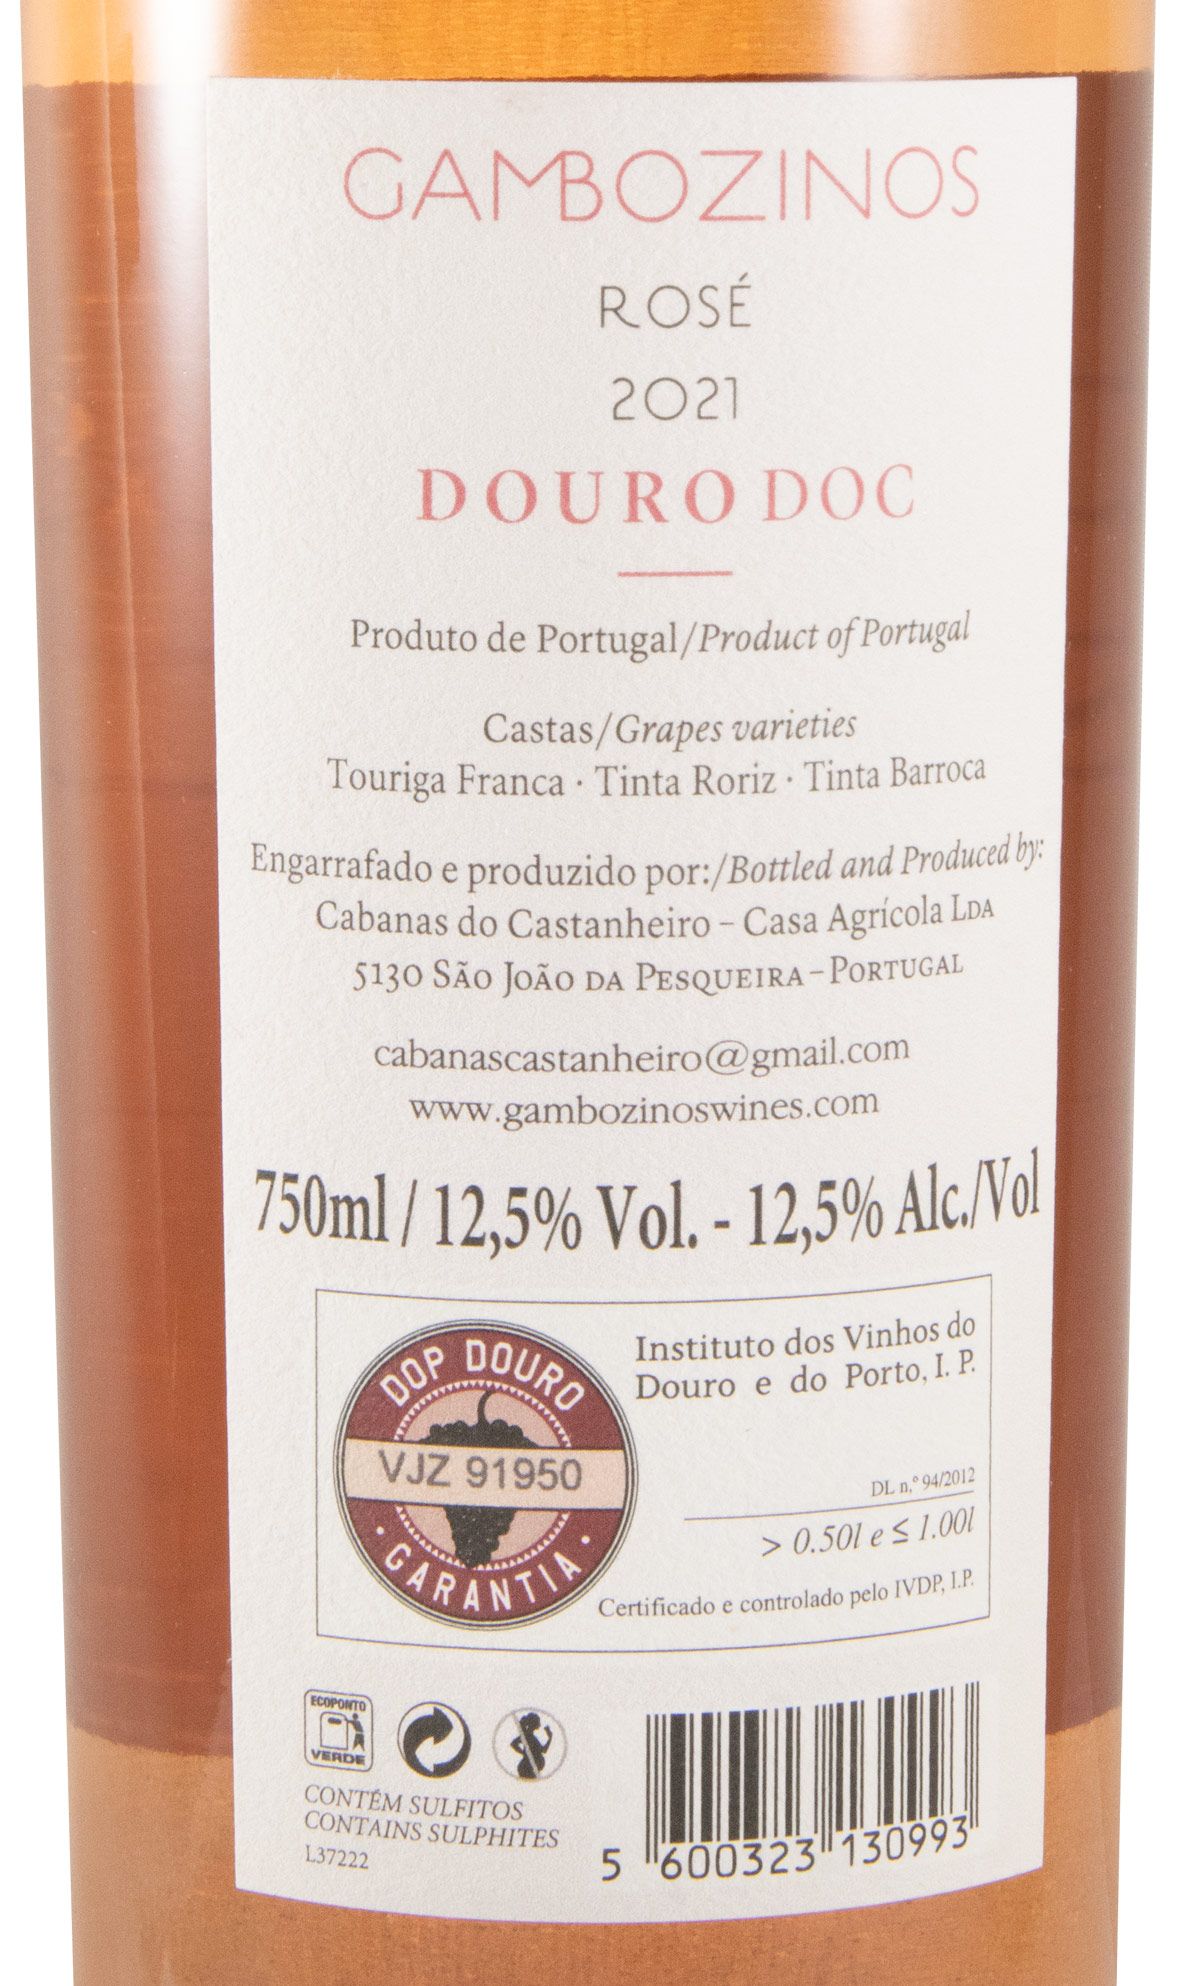 GAMBOZINOS
ROSÉ
2021
DOURO DOC
Produto de Portugal/Product of Portugal
Castas/Grapes varieties
Touriga Franca · Tinta Roriz · Tinta Barroca
Engarrafado e produzido por:/Bottled and Produced by:
Cabanas do Castanheiro – Casa Agrícola LDA
5130 SÃO JOÃO DA PESQUEIRA – PORTUGAL
cabanascastanheiro@gmail.com
www.gambozinoswines.com
750ml / 12,5% Vol. - 12,5% Alc./Vol
DOP DOURO
VJZ 91950
· GARANTIA ·
Instituto dos Vinhos do
Douro e do Porto, I. P.
DL n.º 94/2012
> 0.50l e ≤ 1.00l
Certificado e controlado pelo IVDP, I.P.
ECOPONTO
VERDE
CONTÉM SULFITOS
CONTAINS SULPHITES
L37222
5 600323 130993